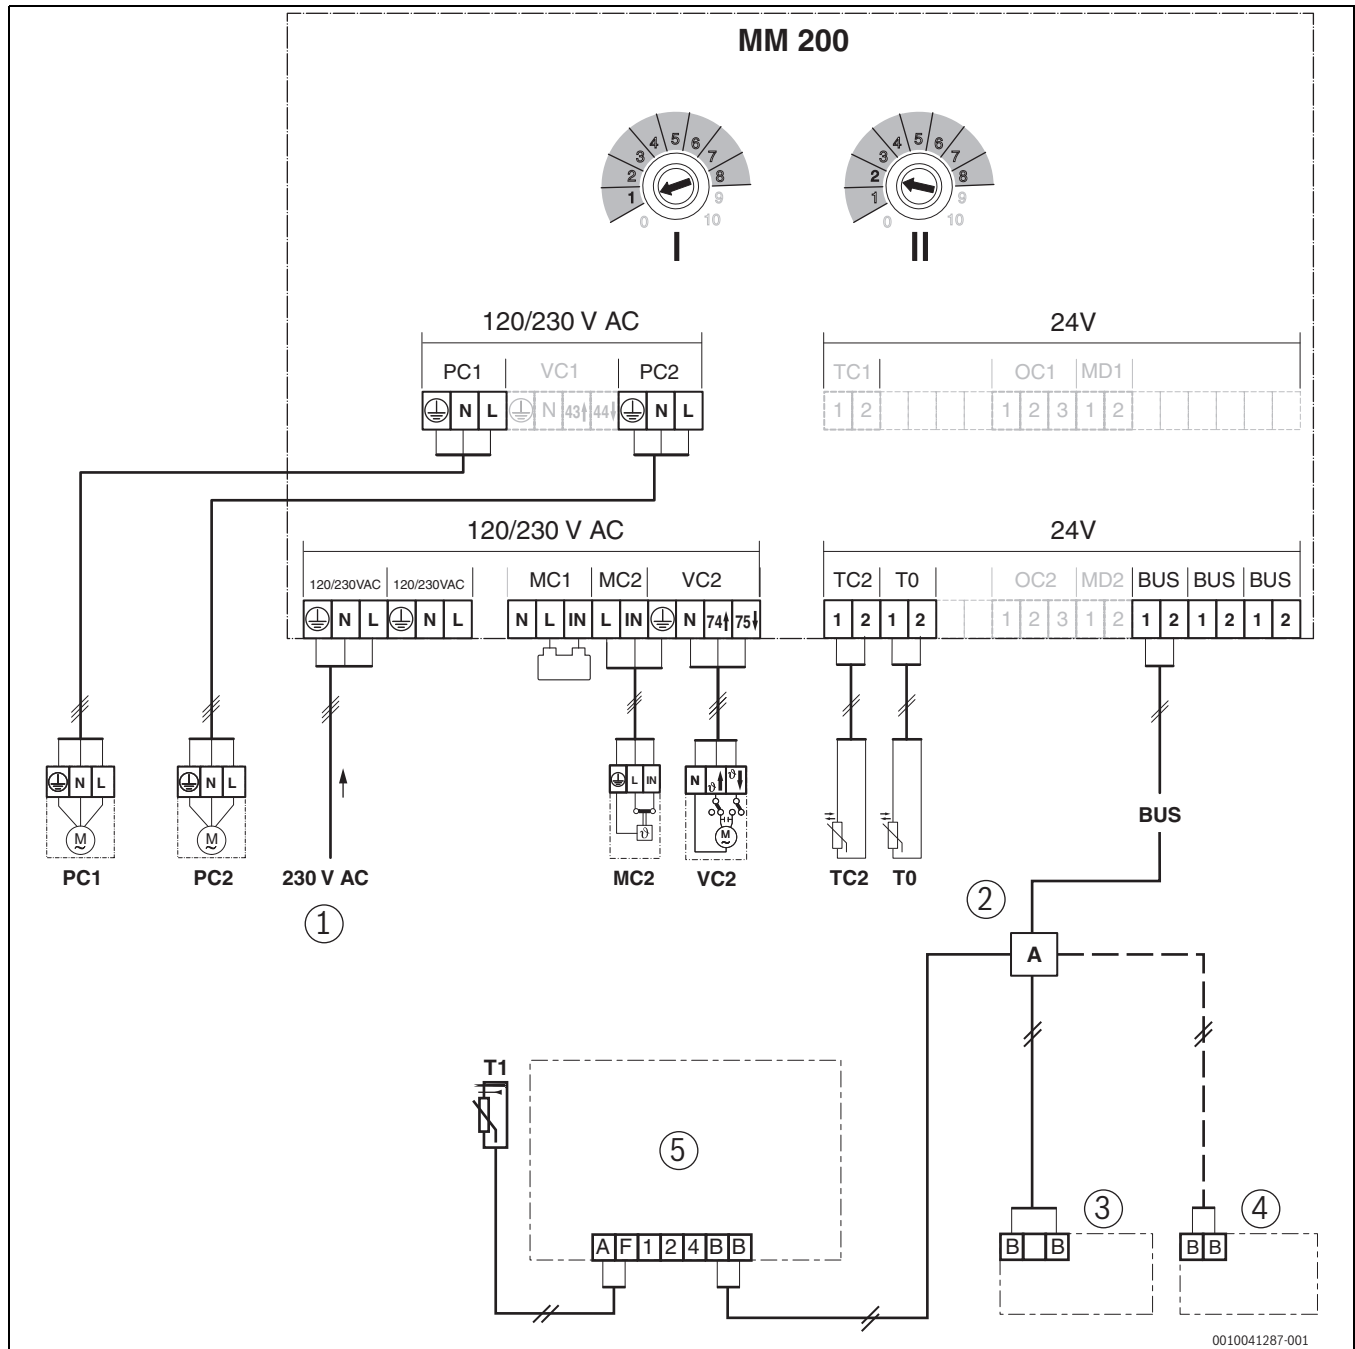 MM 200
0 1 2 3 4 5 6 7 8 9 10
I
0 1 2 3 4 5 6 7 8 9 10
II
120/230 V AC
24V
PC1 VC1 PC2
TC1 OC1 MD1
N L N 43↑ 44↓ N L
1 2 1 2 3 1 2
120/230 V AC
24V
120/230VAC 120/230VAC MC1 MC2 VC2
TC2 T0 OC2 MD2 BUS BUS BUS
N L N L N L IN L IN N 74↑ 75↓
1 2 1 2 1 2 3 1 2 1 2 1 2 1 2
N L
N L
L IN
N ϑ↑ ϑ↓
M ~
M ~
ϑ
M ~
BUS
PC1
PC2
230 V AC
MC2
VC2
TC2
T0
1
2
A
T1
5
3
4
A F 1 2 4 B B
B B
B B
0010041287-001